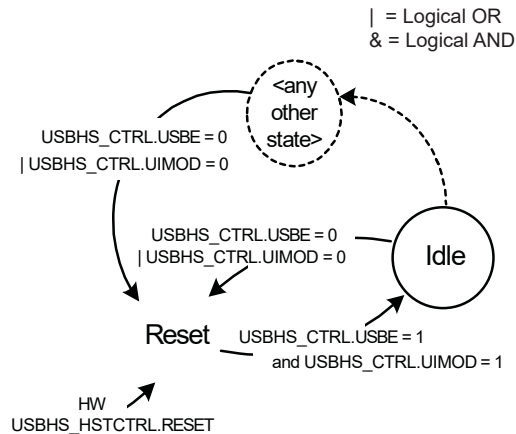 | = Logical OR
& = Logical AND
<any
other
state>
USBHS_CTRL.USBE = 0
| USBHS_CTRL.UIMOD = 0
USBHS_CTRL.USBE = 0
| USBHS_CTRL.UIMOD = 0
Idle
Reset
USBHS_CTRL.USBE = 1
and USBHS_CTRL.UIMOD = 1
HW
USBHS_HSTCTRL.RESET